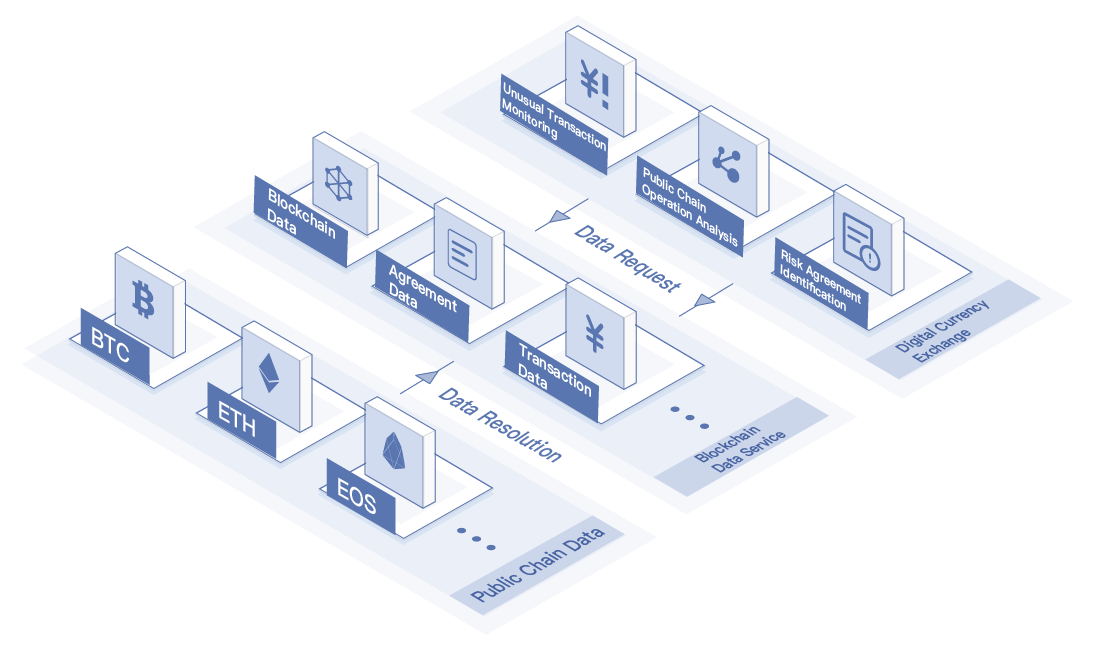 Unusual Transaction
Monitoring
Public Chain
Operation Analysis
Risk Agreement
Identification
Digital Currency
Exchange
Data Request
Blockchain
Data
Agreement
Data
Transaction
Data
Blockchain
Data Service
Data Resolution
BTC
ETH
EOS
Public Chain Data